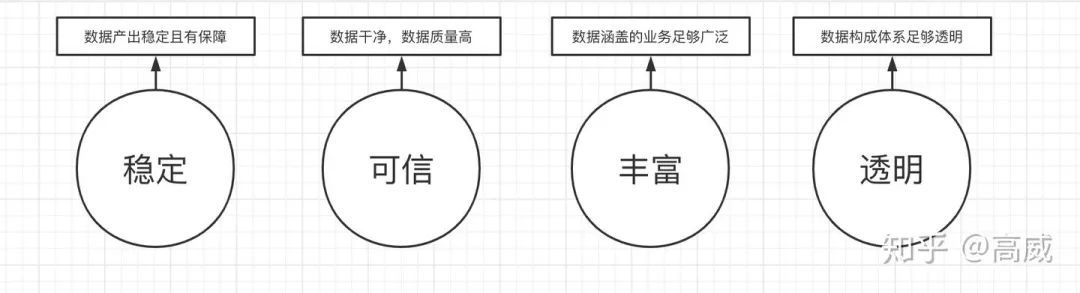 数据产出稳定且有保障
数据干净，数据质量高
数据涵盖的业务足够广泛
数据构成体系足够透明
稳定
可信
丰富
透明
知乎 @高威